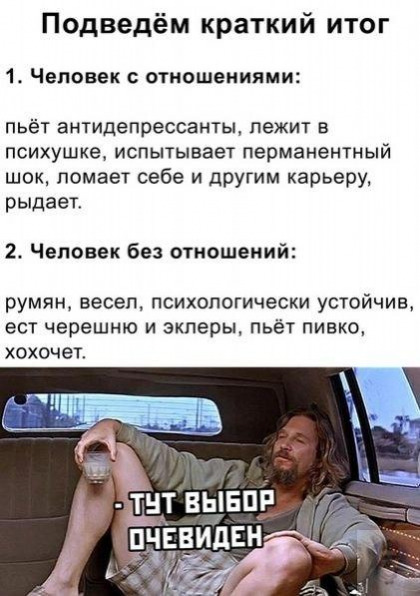 Подведём краткий итог
1. Человек с отношениями:
пьёт антидепрессанты, лежит в
психушке, испытывает перманентный
шок, ломает себе и другим карьеру,
рыдает.
2. Человек без отношений:
румян, весел, психологически устойчив,
ест черешню и эклеры, пьёт пивко,
хохочет.
- ТУТ ВЫБОР
ОЧЕВИДЕН